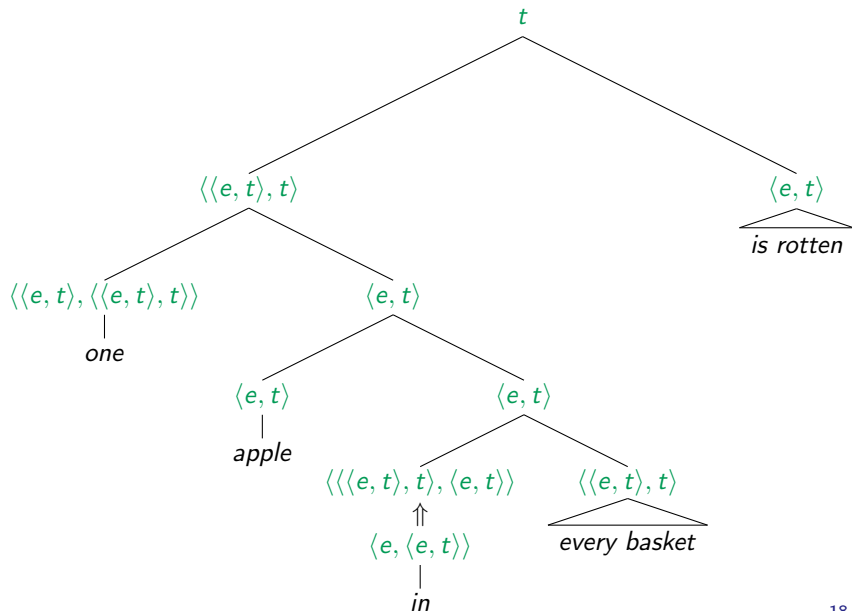 t
⟨⟨e, t⟩, t⟩ ⟨e, t⟩
is rotten
⟨⟨e, t⟩, ⟨⟨e, t⟩, t⟩⟩ ⟨e, t⟩
one
⟨e, t⟩ ⟨e, t⟩
apple
⟨⟨⟨e, t⟩, t⟩, ⟨e, t⟩⟩ ⟨⟨e, t⟩, t⟩
⇑
⟨e, ⟨e, t⟩⟩ every basket
in
18